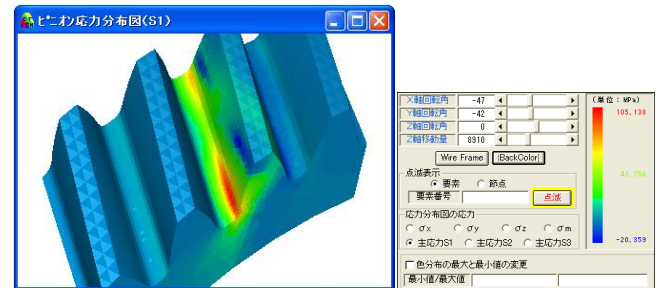 ﾋﾟﾆｵﾝ応力分布図(S1)
X軸回転角 -47
Y軸回転角 -42
Z軸回転角 0
Z軸移動量 8910
Wire Frame (BackColor)
点滅表示
要素 節点
要素番号 点滅
応力分布図の応力
σx σy σz σm
主応力S1 主応力S2 主応力S3
色分布の最大と最小値の変更
最小値/最大値
(単位: MPa)
105.130
41.750
-20.959